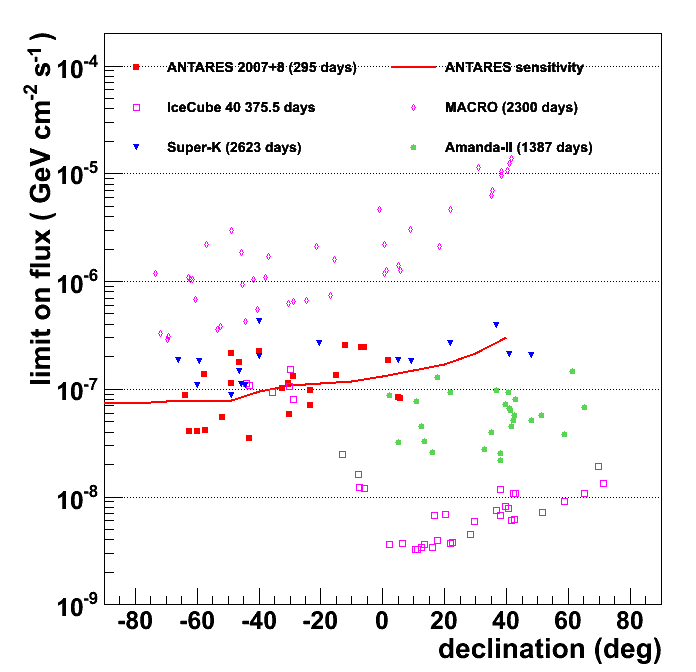 limit on flux ( GeV cm-2 s-1 )
10-4
10-5
10-6
10-7
10-8
10-9
ANTARES 2007+8 (295 days)
ANTARES sensitivity
IceCube 40 375.5 days
MACRO (2300 days)
Super-K (2623 days)
Amanda-II (1387 days)
-80 -60 -40 -20 0 20 40 60 80
declination (deg)